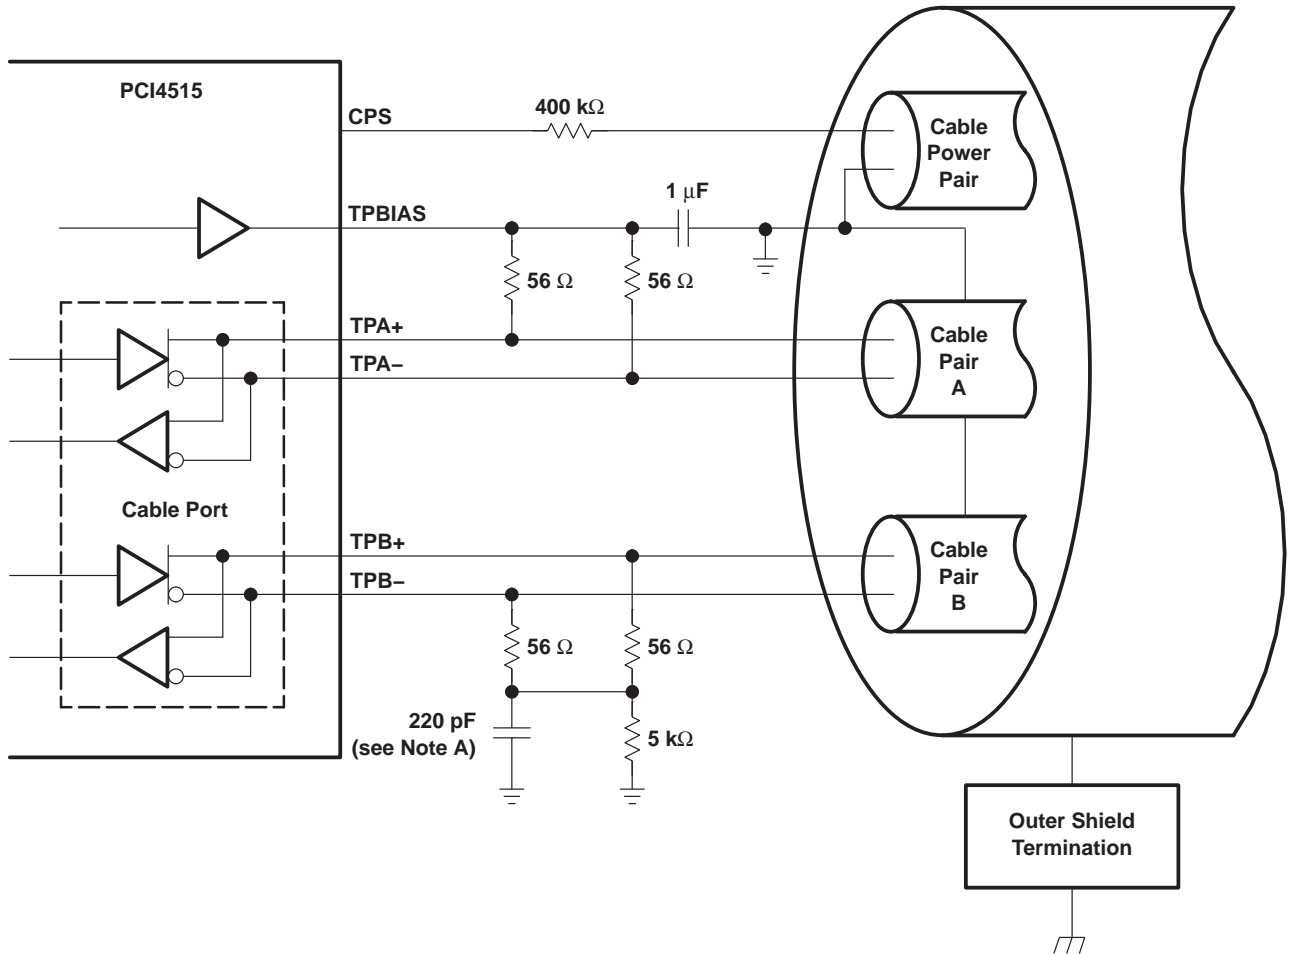 PCI4515
CPS
400 kΩ
Cable
Power
Pair
TPBIAS
1 μF
56 Ω
56 Ω
TPA+
TPA–
Cable
Pair
A
Cable Port
TPB+
TPB–
Cable
Pair
B
56 Ω
56 Ω
220 pF
(see Note A)
5 kΩ
Outer Shield
Termination